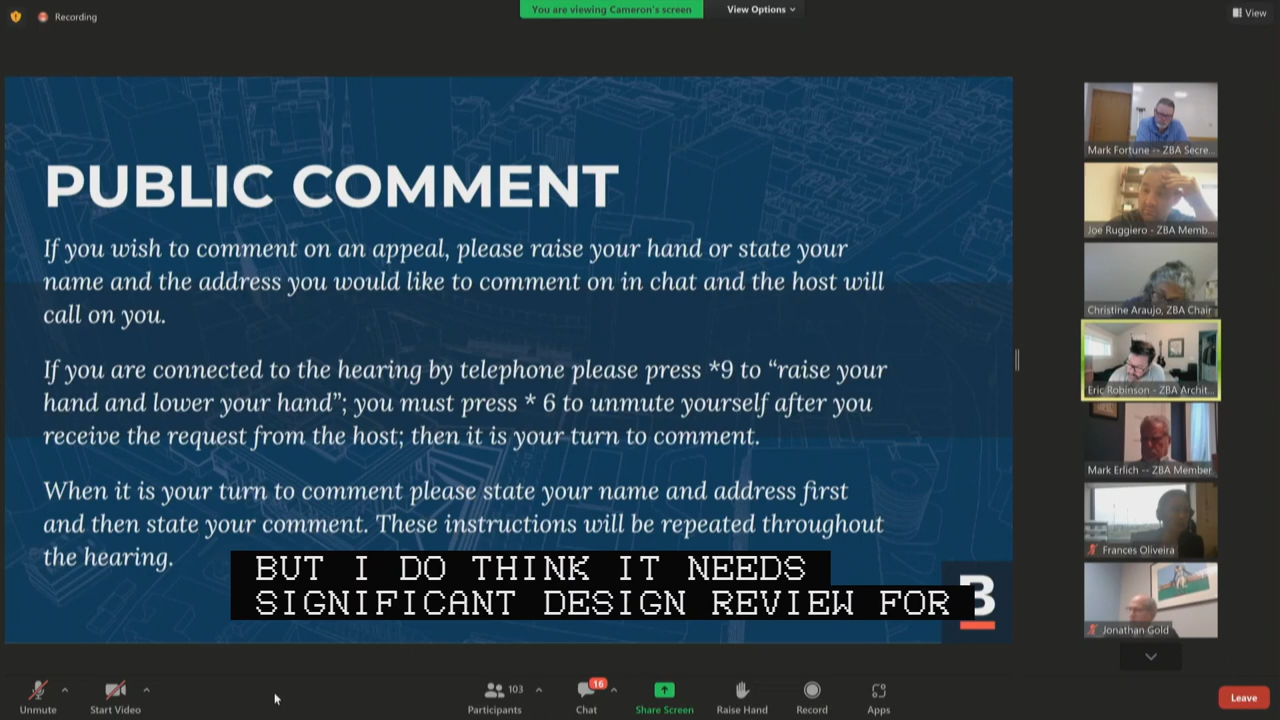 Recording
You are viewing Cameron's screen
View Options
View
PUBLIC COMMENT
If you wish to comment on an appeal, please raise your hand or state your
name and the address you would like to comment on in chat and the host will
call on you.
If you are connected to the hearing by telephone please press *9 to “raise your
hand and lower your hand”; you must press * 6 to unmute yourself after you
receive the request from the host; then it is your turn to comment.
When it is your turn to comment please state your name and address first
and then state your comment. These instructions will be repeated throughout
the hearing.
BUT I DO THINK IT NEEDS
SIGNIFICANT DESIGN REVIEW FOR
B
Mark Fortune -- ZBA Secre...
Joe Ruggiero - ZBA Memb...
Christine Araujo, ZBA Chair
Eric Robinson - ZBA Archit...
Mark Erlich -- ZBA Member
Frances Oliveira
Jonathan Gold
Unmute
Start Video
103
Participants
16
Chat
Share Screen
Raise Hand
Record
Apps
Leave